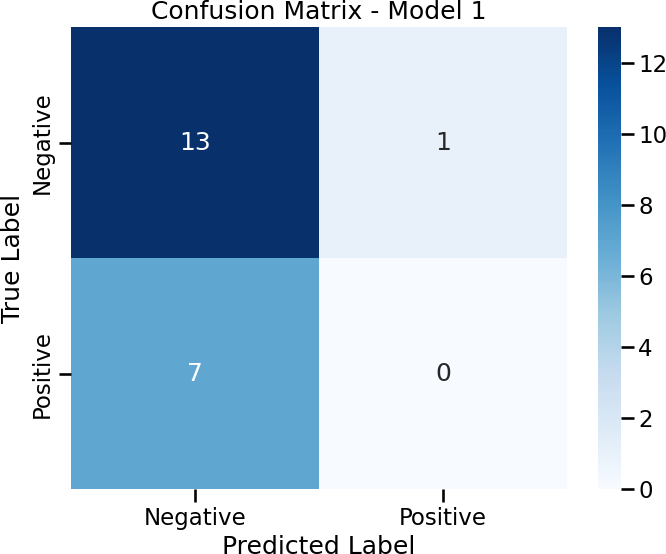 Confusion Matrix - Model 1
True Label
Negative
Positive
13
1
7
0
Negative
Positive
Predicted Label
12
10
8
6
4
2
0